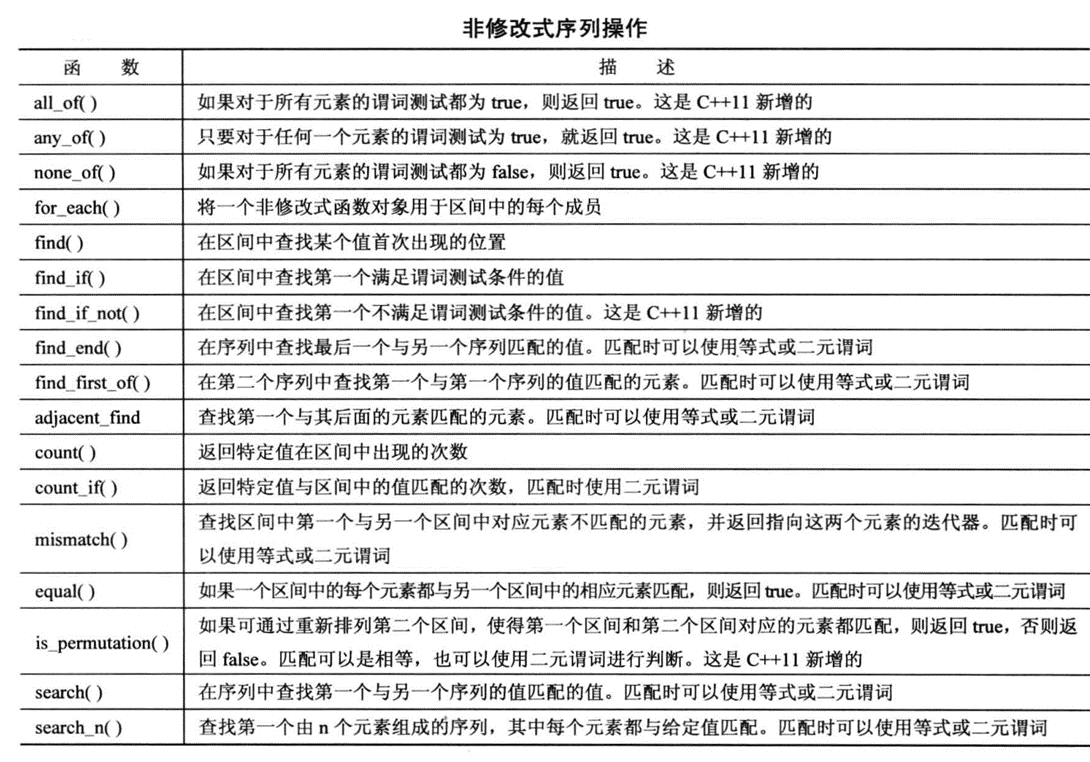 非修改式序列操作
函 数 描 述
all_of( ) 如果对于所有元素的谓词测试都为 true，则返回 true。这是 C++11 新增的
any_of( ) 只要对于任何一个元素的谓词测试为 true，就返回 true。这是 C++11 新增的
none_of( ) 如果对于所有元素的谓词测试都为 false，则返回 true。这是 C++11 新增的
for_each( ) 将一个非修改式函数对象用于区间中的每个成员
find( ) 在区间中查找某个值首次出现的位置
find_if( ) 在区间中查找第一个满足谓词测试条件的值
find_if_not( ) 在区间中查找第一个不满足谓词测试条件的值。这是 C++11 新增的
find_end( ) 在序列中查找最后一个与另一个序列匹配的值。匹配时可以使用等式或二元谓词
find_first_of( ) 在第二个序列中查找第一个与第一个序列的值匹配的元素。匹配时可以使用等式或二元谓词
adjacent_find 查找第一个与其后面的元素匹配的元素。匹配时可以使用等式或二元谓词
count( ) 返回特定值在区间中出现的次数
count_if( ) 返回特定值与区间中的值匹配的次数，匹配时使用二元谓词
mismatch( ) 查找区间中第一个与另一个区间中对应元素不匹配的元素，并返回指向这两个元素的迭代器。匹配时可
以使用等式或二元谓词
equal( ) 如果一个区间中的每个元素都与另一个区间中的相应元素匹配，则返回 true。匹配时可以使用等式或二元谓词
is_permutation( ) 如果可通过重新排列第二个区间，使得第一个区间和第二个区间对应的元素都匹配，则返回 true，否则返
回 false。匹配可以是相等，也可以使用二元谓词进行判断。这是 C++11 新增的
search( ) 在序列中查找第一个与另一个序列的值匹配的值。匹配时可以使用等式或二元谓词
search_n( ) 查找第一个由 n 个元素组成的序列，其中每个元素都与给定值匹配。匹配时可以使用等式或二元谓词